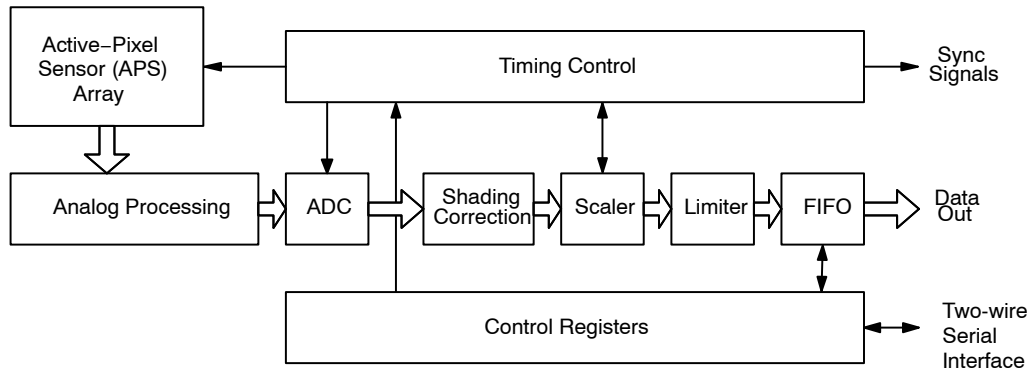 Active−Pixel
Sensor (APS)
Array
Timing Control
Sync
Signals
Analog Processing
ADC
Shading
Correction
Scaler
Limiter
FIFO
Data
Out
Control Registers
Two-wire
Serial
Interface